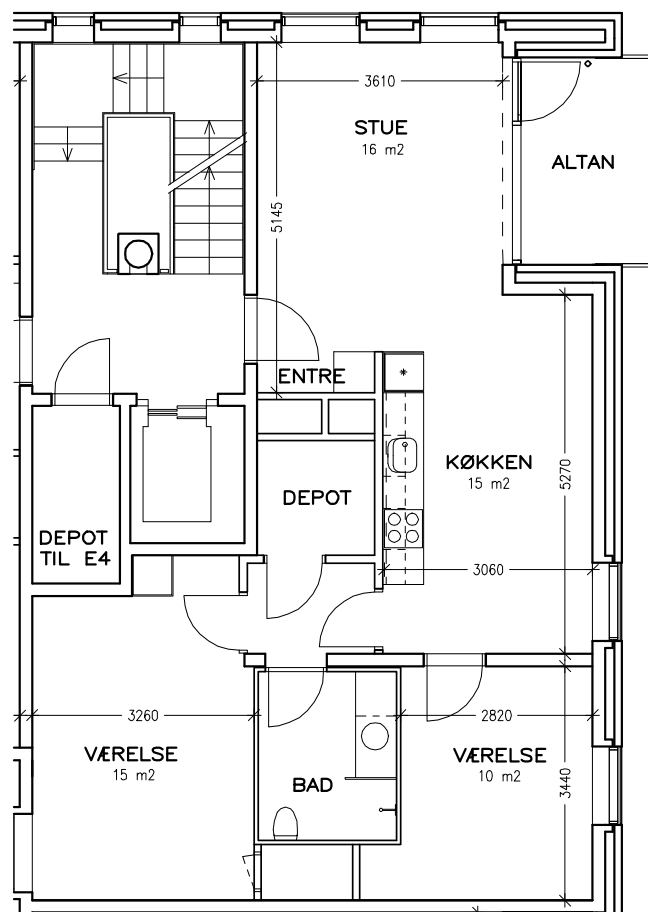 3610
STUE
16 m2
ALTAN
5145
ENTRE
KØKKEN
15 m2
5270
DEPOT
DEPOT
TIL E4
3060
3260
2820
VÆRELSE
15 m2
VÆRELSE
10 m2
3440
BAD